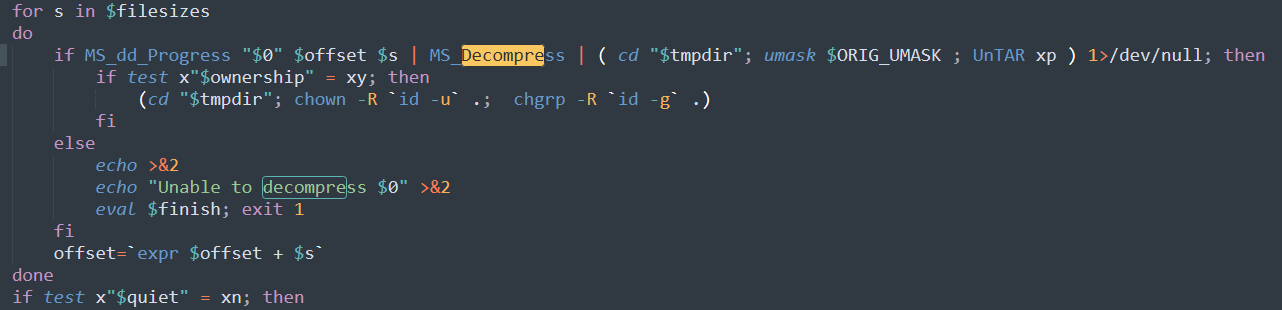 for s in $filesizes
do
    if MS_dd_Progress "$0" $offset $s | MS_Decompress | ( cd "$tmpdir"; umask $ORIG_UMASK ; UnTAR xp ) 1>/dev/null; then
        if test x"$ownership" = xy; then
            (cd "$tmpdir"; chown -R `id -u` .;  chgrp -R `id -g` .)
        fi
    else
        echo >&2
        echo "Unable to decompress $0" >&2
        eval $finish; exit 1
    fi
    offset=`expr $offset + $s`
done
if test x"$quiet" = xn; then